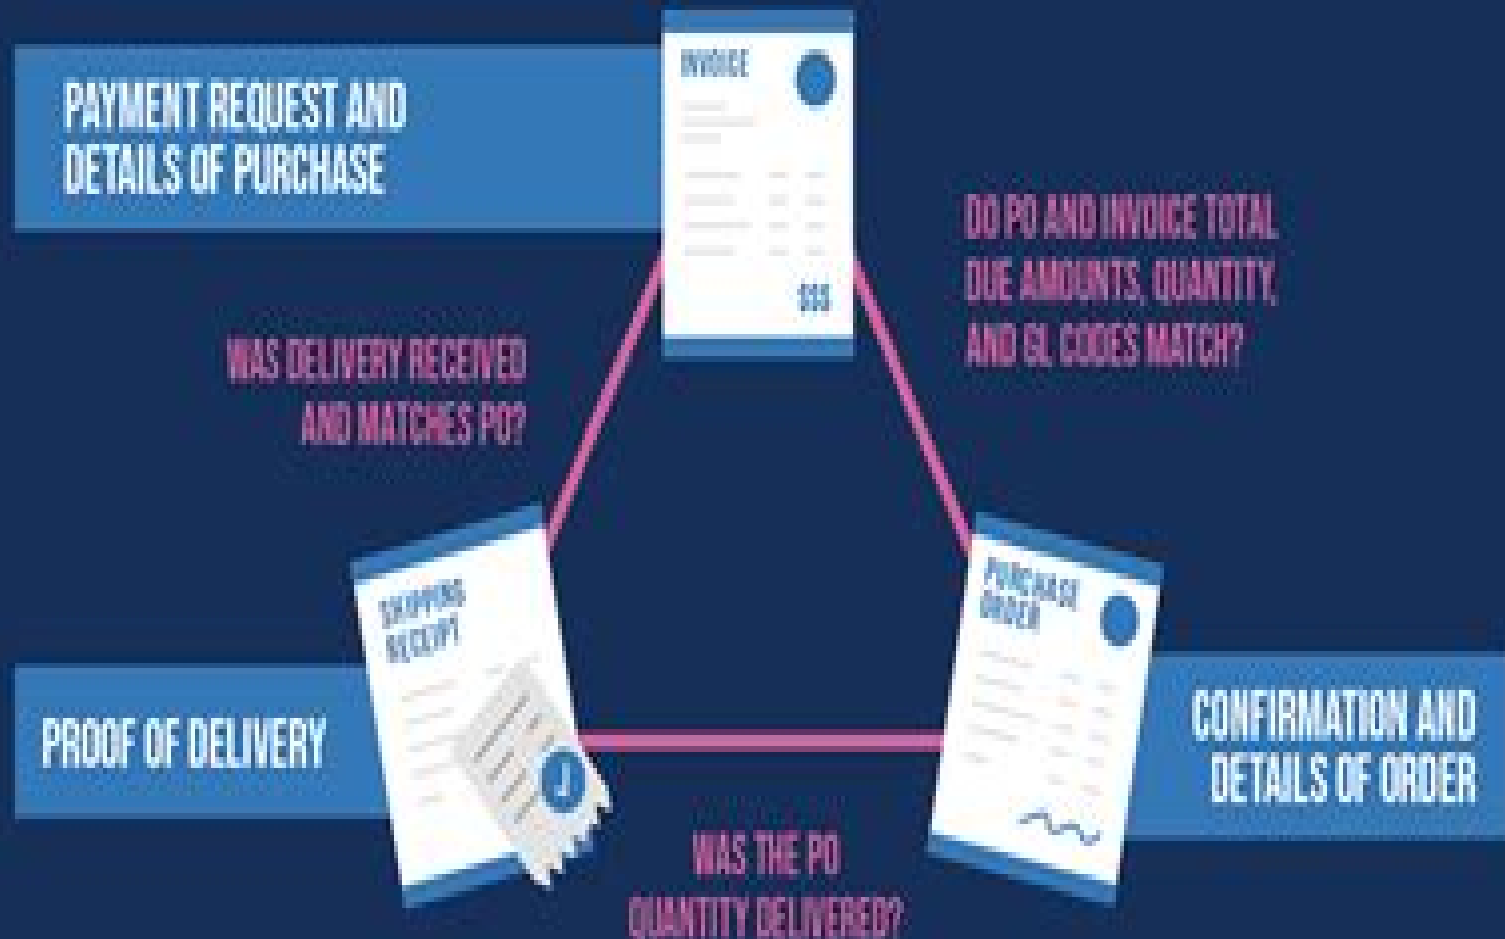 INVOICE
PAYMENT REQUEST AND
DETAILS OF PURCHASE
$$$
DO PO AND INVOICE TOTAL
DUE AMOUNTS, QUANTITY,
AND GL CODES MATCH?
WAS DELIVERY RECEIVED
AND MATCHES PO?
SHIPPING
RECEIPT
PURCHASE
ORDER
PROOF OF DELIVERY
CONFIRMATION AND
DETAILS OF ORDER
WAS THE PO
QUANTITY DELIVERED?